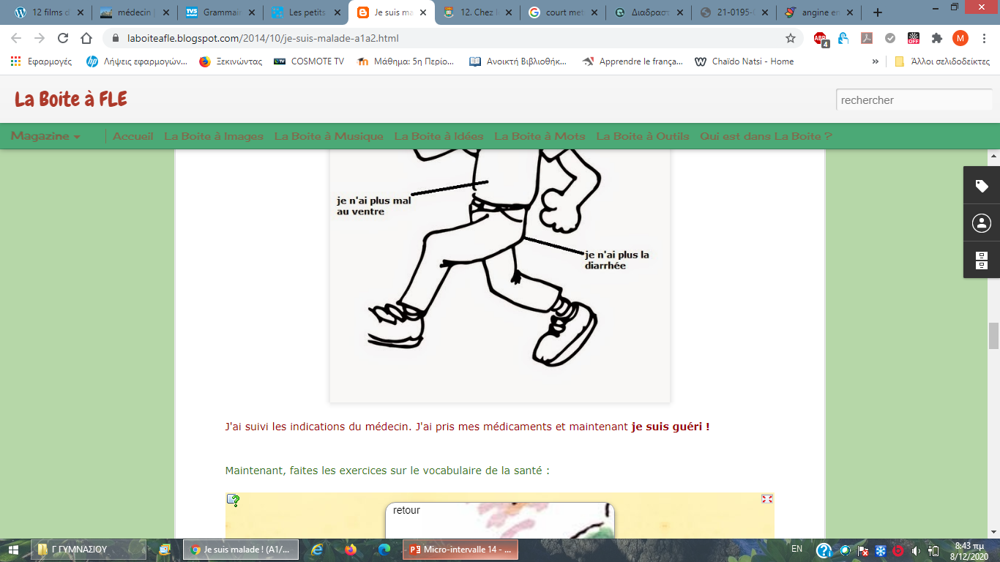 12 films d
médecin |
Grammair
Les petits
Je suis ma
12. Chez l
court met
Διαδραστ
21-0195-
angine er
laboiteafle.blogspot.com/2014/10/je-suis-malade-a1a2.html
ABP
4
OFF
M
Εφαρμογές
Λήψεις εφαρμογών...
Ξεκινώντας
COSMOTE TV
Μάθημα: 5η Περίο...
Ανοικτή Βιβλιοθήκ...
Apprendre le frança...
Chaïdo Natsi - Home
»
Άλλοι σελιδοδείκτες
La Boite à FLE
rechercher
Magazine
Accueil
La Boite à Images
La Boite à Musique
La Boite à Idées
La Boite à Mots
La Boite à Outils
Qui est dans La Boite ?
je n'ai plus mal
au ventre
je n'ai plus la
diarrhée
J'ai suivi les indications du médecin. J'ai pris mes médicaments et maintenant je suis guéri !
Maintenant, faites les exercices sur le vocabulaire de la santé :
retour
Γ ΓΥΜΝΑΣΙΟΥ
Je suis malade ! (A1/...
Micro-intervalle 14 - ...
EN
8:43 πμ
8/12/2020